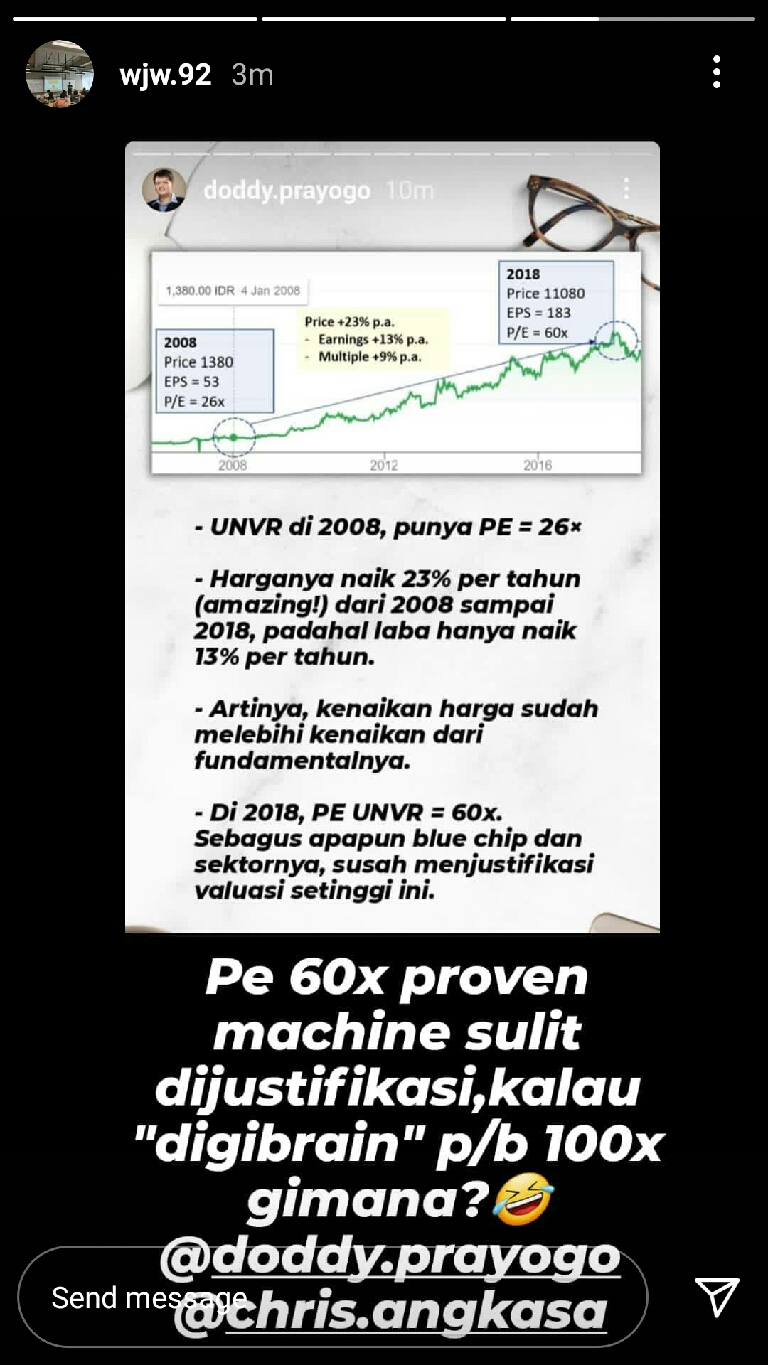 wjw.92 3m
doddy.prayogo 10m
1,380.00 IDR 4 Jan 2008
2008
Price 1380
EPS = 53
P/E = 26x
Price +23% p.a.
- Earnings +13% p.a.
- Multiple +9% p.a.
2018
Price 11080
EPS = 183
P/E = 60x
2008 2012 2016
- UNVR di 2008, punya PE = 26×
- Harganya naik 23% per tahun
(amazing!) dari 2008 sampai
2018, padahal laba hanya naik
13% per tahun.
- Artinya, kenaikan harga sudah
melebihi kenaikan dari
fundamentalnya.
- Di 2018, PE UNVR = 60x.
Sebagus apapun blue chip dan
sektornya, susah menjustifikasi
valuasi setinggi ini.
Pe 60x proven
machine sulit
dijustifikasi,kalau
"digibrain" p/b 100x
gimana?🤣
@doddy.prayogo
@chris.angkasa
Send message